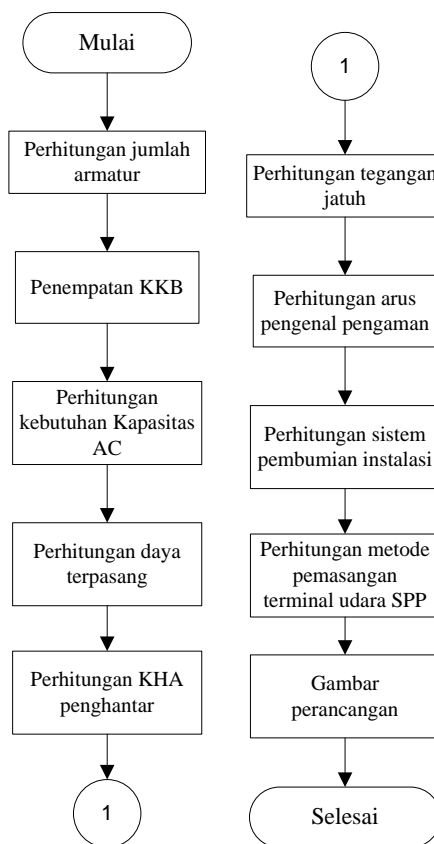 Mulai
Perhitungan jumlah
armatur
Penempatan KKB
Perhitungan
kebutuhan Kapasitas
AC
Perhitungan daya
terpasang
Perhitungan KHA
penghantar
1
1
Perhitungan tegangan
jatuh
Perhitungan arus
pengenal pengaman
Perhitungan sistem
pembumian instalasi
Perhitungan metode
pemasangan
terminal udara SPP
Gambar
perancangan
Selesai